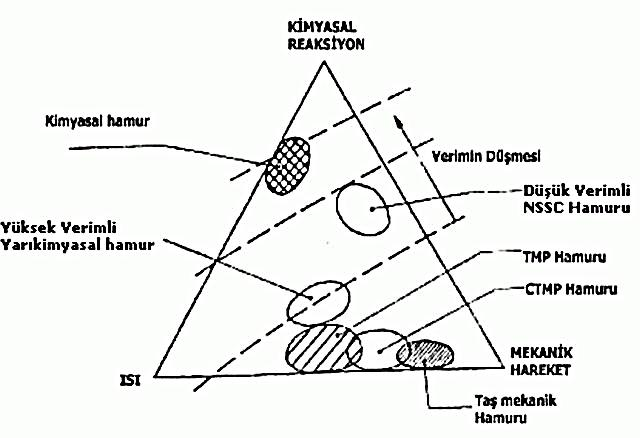 KİMYASAL
REAKSİYON
Kimyasal hamur
Verimin Düşmesi
Düşük Verimli
NSSC Hamuru
Yüksek Verimli
Yarıkimyasal hamur
TMP Hamuru
CTMP Hamuru
MEKANİK
HAREKET
ISI
Taş mekanik
Hamuru